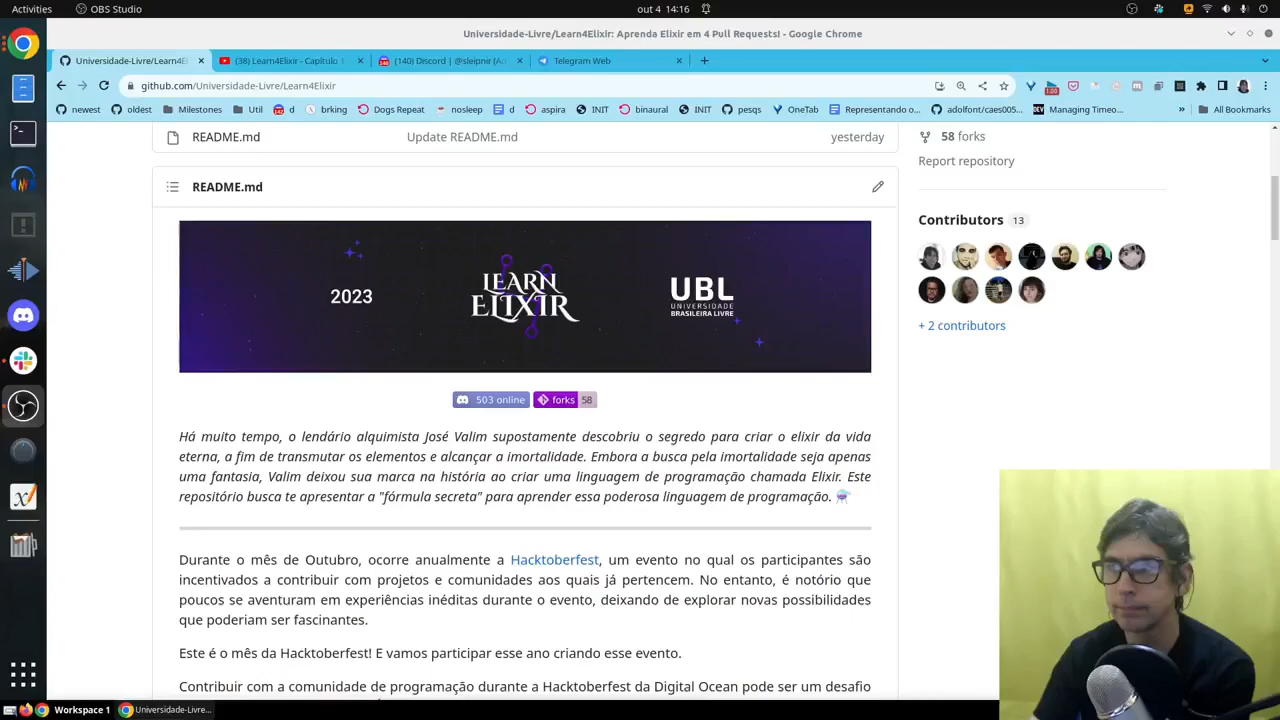 Activities
OBS Studio
out 4 14:16
Universidade-Livre/Learn4Elixir: Aprenda Elixir em 4 Pull Requests! - Google Chrome
Universidade-Livre/Learn4E
(38) Learn4Elixir - Capítulo 1
(140) Discord | @sleipnir @a
Telegram Web
github.com/Universidade-Livre/Learn4Elixir
1.00
newest
oldest
Milestones
Util
d
brking
Dogs Repeat
nosleep
d
aspira
INIT
binaural
INIT
pesqs
OneTab
Representando o...
adolfont/caes005...
Managing Timeo...
»
All Bookmarks
README.md
Update README.md
yesterday
58 forks
Report repository
README.md
Contributors 13
2023
LEARN
ELIXIR
UBL
UNIVERSIDADE
BRASILEIRA LIVRE
+ 2 contributors
503 online
forks 58
Há muito tempo, o lendário alquimista José Valim supostamente descobriu o segredo para criar o elixir da vida
eterna, a fim de transmutar os elementos e alcançar a imortalidade. Embora a busca pela imortalidade seja apenas
uma fantasia, Valim deixou sua marca na história ao criar uma linguagem de programação chamada Elixir. Este
repositório busca te apresentar a "fórmula secreta" para aprender essa poderosa linguagem de programação.
Durante o mês de Outubro, ocorre anualmente a Hacktoberfest, um evento no qual os participantes são
incentivados a contribuir com projetos e comunidades aos quais já pertencem. No entanto, é notório que
poucos se aventuram em experiências inéditas durante o evento, deixando de explorar novas possibilidades
que poderiam ser fascinantes.
Este é o mês da Hacktoberfest! E vamos participar esse ano criando esse evento.
Contribuir com a comunidade de programação durante a Hacktoberfest da Digital Ocean pode ser um desafio
Workspace 1
Universidade-Livre...